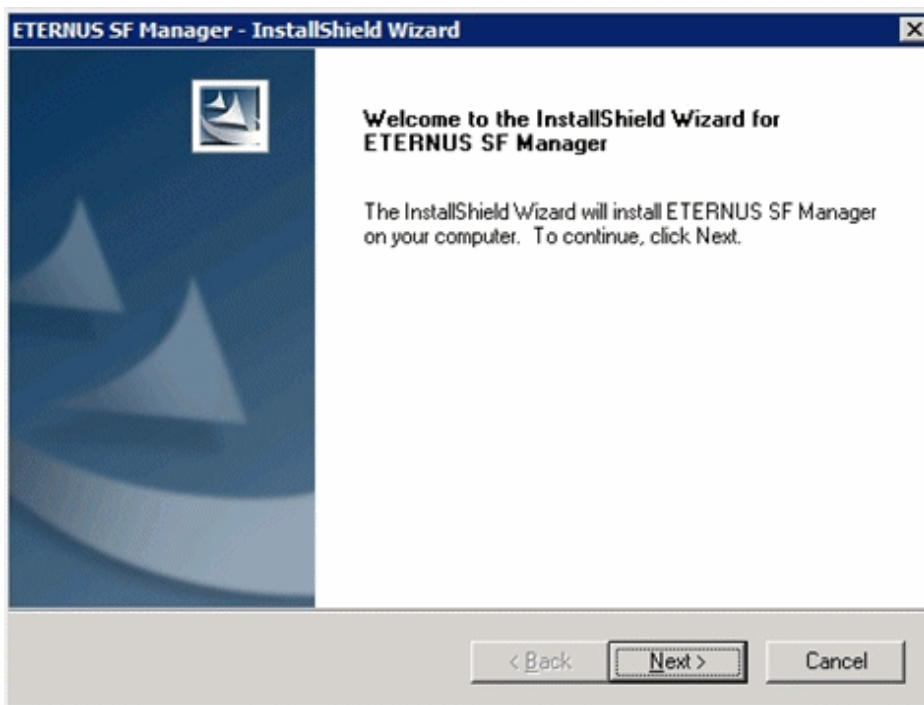 ETERNUS SF Manager - InstallShield Wizard
Welcome to the InstallShield Wizard for
ETERNUS SF Manager
The InstallShield Wizard will install ETERNUS SF Manager
on your computer. To continue, click Next.
< Back
Next >
Cancel